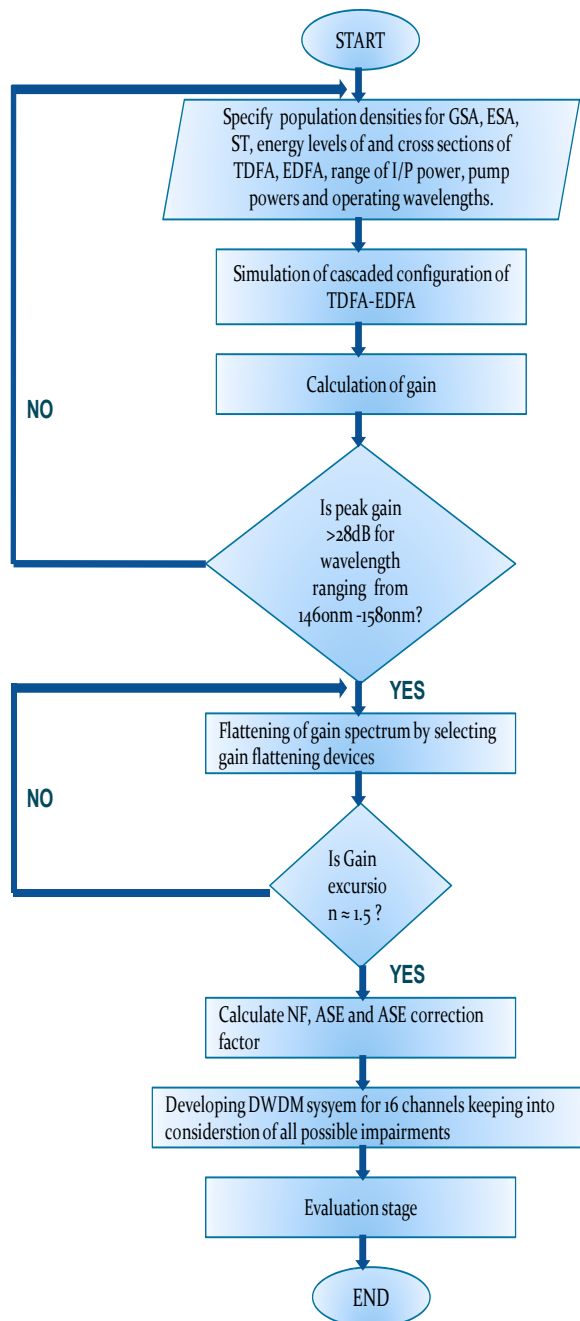 START
Specify population densities for GSA, ESA,
ST, energy levels of and cross sections of
TDFA, EDFA, range of I/P power, pump
powers and operating wavelengths.
Simulation of cascaded configuration of
TDFA-EDFA
Calculation of gain
NO
Is peak gain
>28dB for
wavelength
ranging from
1460nm -1580nm?
YES
Flattening of gain spectrum by selecting
gain flattening devices
NO
Is Gain
excursio
n ≈ 1.5 ?
YES
Calculate NF, ASE and ASE correction
factor
Developing DWDM sysyem for 16 channels keeping into
considerstion of all possible impairments
Evaluation stage
END